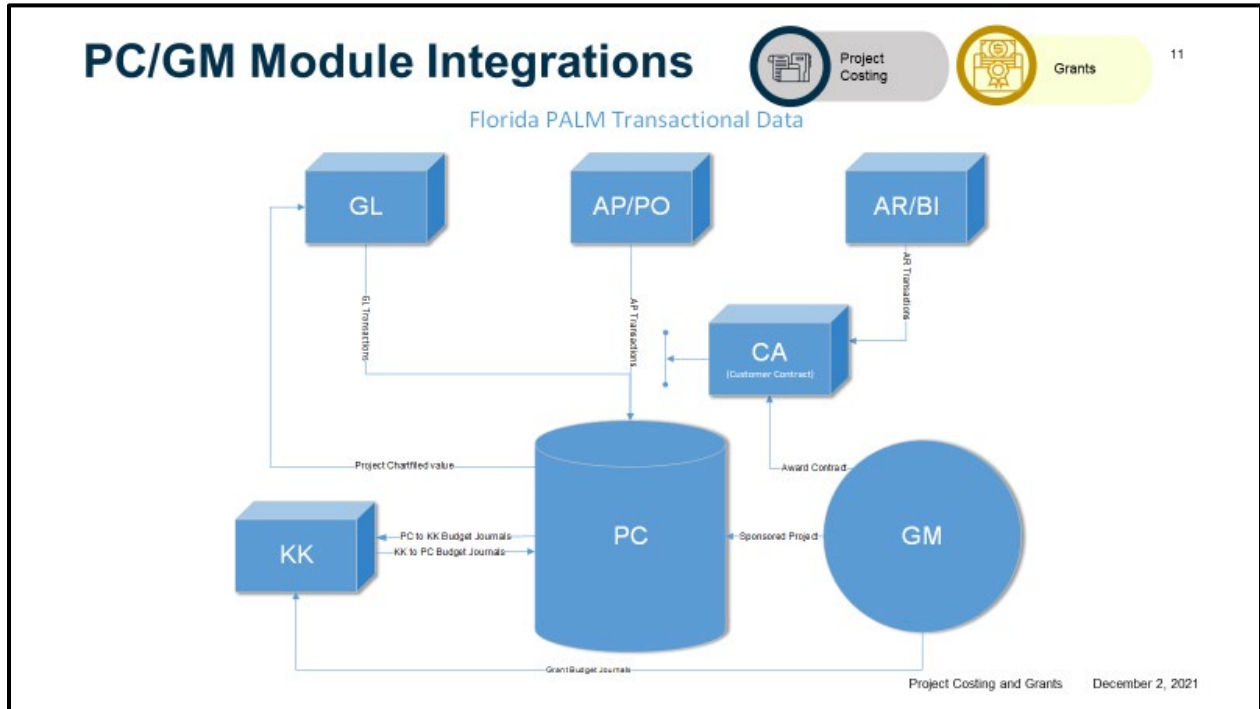 PC/GM Module Integrations
Project
Costing
Grants
11
Florida PALM Transactional Data
GL
AP/PO
AR/BI
GL Transactions
AP Transactions
AR Transactions
CA
(Customer Contract)
Project Chartfiled value
Award Contract
PC to KK Budget Journals
KK to PC Budget Journals
KK
PC
Sponsored Project
GM
Grant Budget Journals
Project Costing and Grants
December 2, 2021